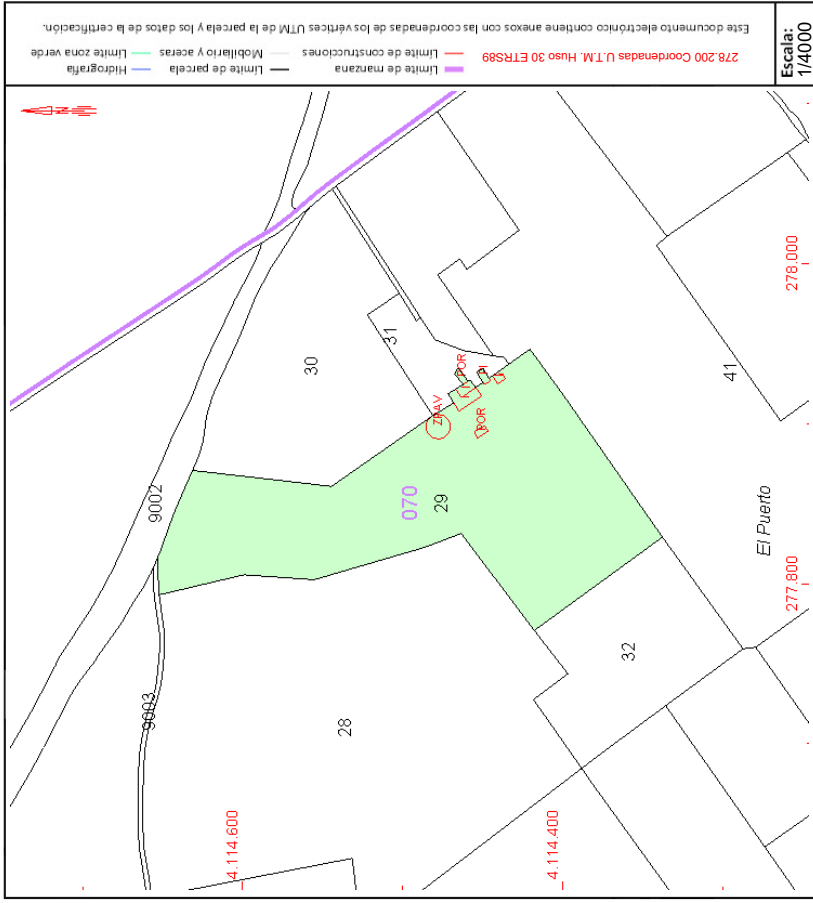 Este documento electrónico contiene anexos con las coordenadas de los vértices UTM de la parcela y los datos de la certificación.
278.200 Coordenadas U.T.M. Huso 30 ETRS89
Límite de manzana
Límite de parcela
Hidrografía
Límite de construcciones
Mobiliario y aceras
Límite zona verde
Escala:
1/4000
9002
9003
30
31
POR
PI
I
ZPAV
POR
070
29
28
32
41
El Puerto
278.000
277.800
4.114.600
4.114.400